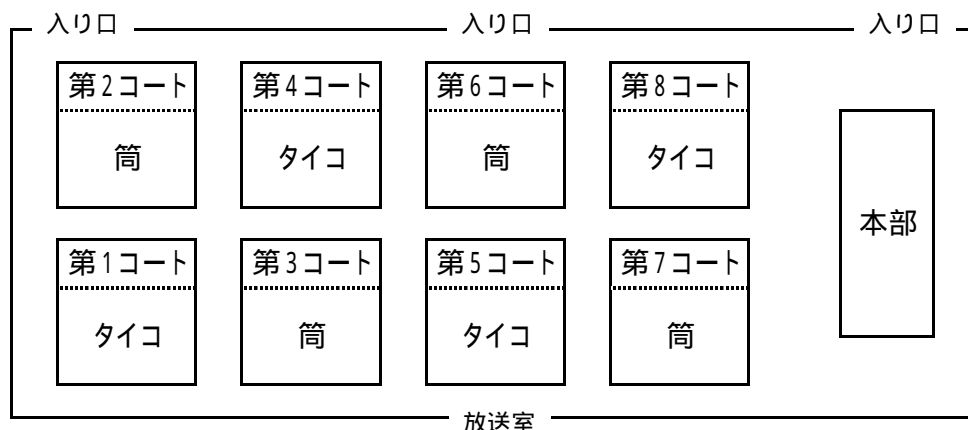 入り口 入り口 入り口
第2コート 第4コート 第6コート 第8コート
筒 タイコ 筒 タイコ
本部
第1コート 第3コート 第5コート 第7コート
タイコ 筒 タイコ 筒
放送室